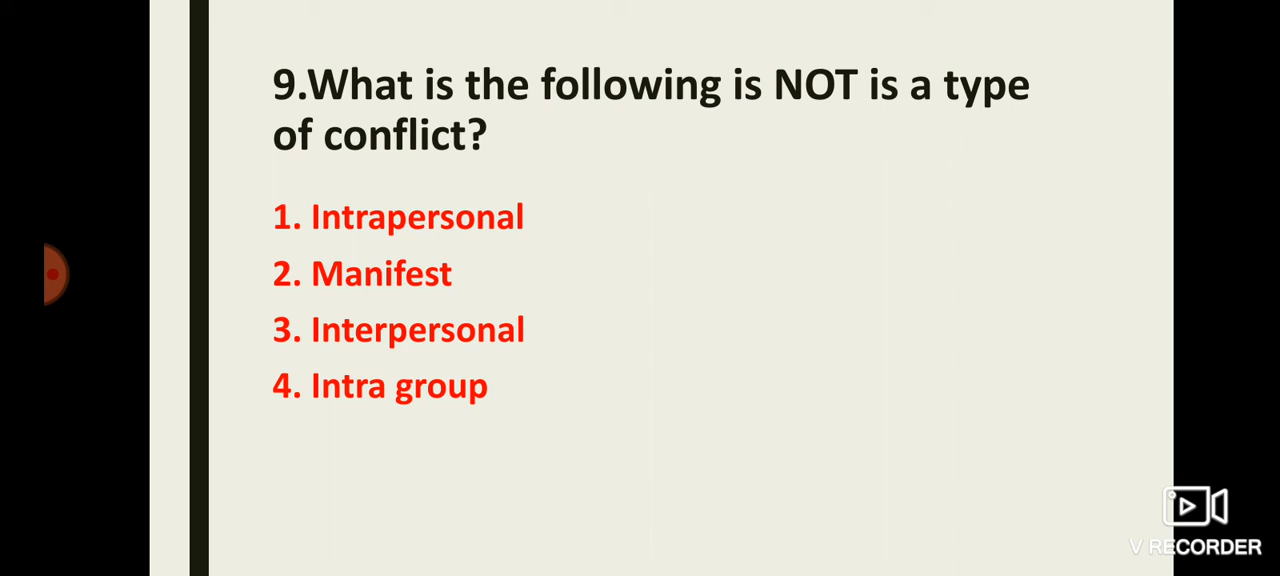 9.What is the following is NOT is a type
of conflict?
1. Intrapersonal
2. Manifest
3. Interpersonal
4. Intra group
V RECORDER